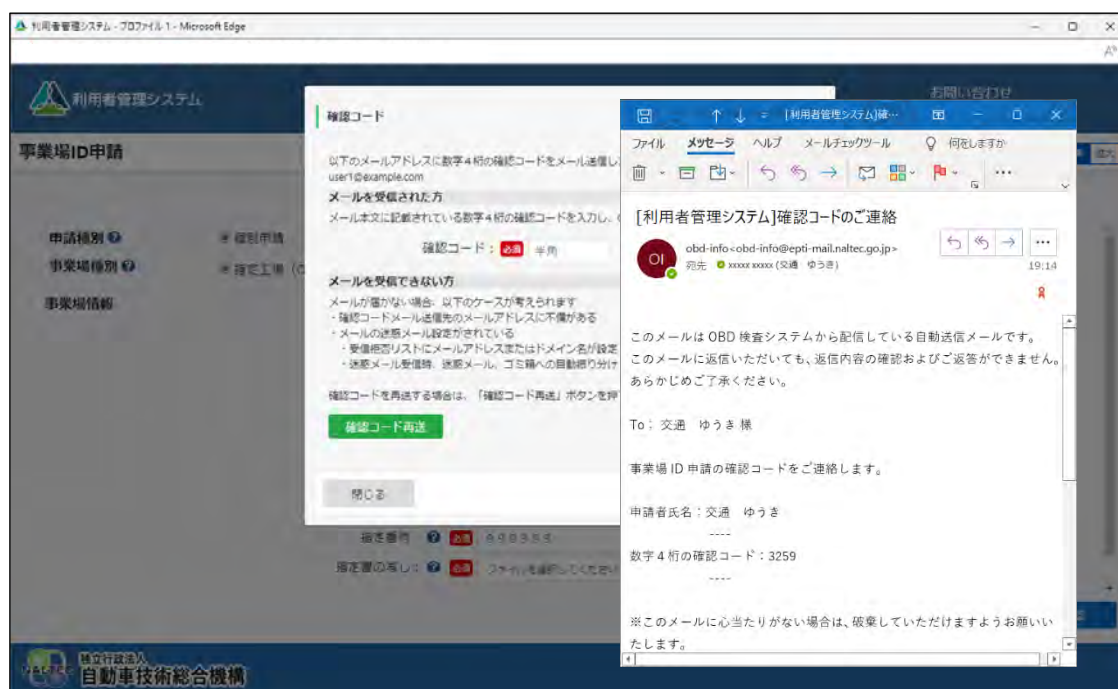 利用者管理システム - プロファイル 1 - Microsoft Edge
利用者管理システム
お問い合わせ
事業場ID申請
申請種別
個別申請
事業場種別
指定工場
事業場情報
確認コード
以下のメールアドレスに数字4桁の確認コードをメール送信し
user1@example.com
メールを受信された方
メール本文に記載されている数字4桁の確認コードを入力し、
確認コード： 必須 半角
メールを受信できない方
メールが届かない場合、以下のケースが考えられます
・確認コードメール送信先のメールアドレスに不備がある
・メールの迷惑メール設定がされている
・受信拒否リストにメールアドレスまたはドメイン名が設定
・迷惑メール受信時、迷惑メール、ゴミ箱への自動振り分け
確認コードを再送する場合は、「確認コード再送」ボタンを押
確認コード再送
閉じる
指定番号 必須
指定書の写し： 必須 ファイルを選択してください
独立行政法人
自動車技術総合機構
[利用者管理システム]確…
ファイル メッセージ ヘルプ メールチェックツール 何をしますか
[利用者管理システム]確認コードのご連絡
OI
obd-info<obd-info@epti-mail.naltec.go.jp>
宛先 xxxxx xxxxx (交通 ゆうき)
19:14
このメールは OBD 検査システムから配信している自動送信メールです。
このメールに返信いただいても、返信内容の確認およびご返答ができません。
あらかじめご了承ください。
To： 交通 ゆうき 様
事業場 ID 申請の確認コードをご連絡します。
申請者氏名：交通 ゆうき
----
数字 4 桁の確認コード：3259
----
※このメールに心当たりがない場合は、破棄していただけますようお願いい
たします。